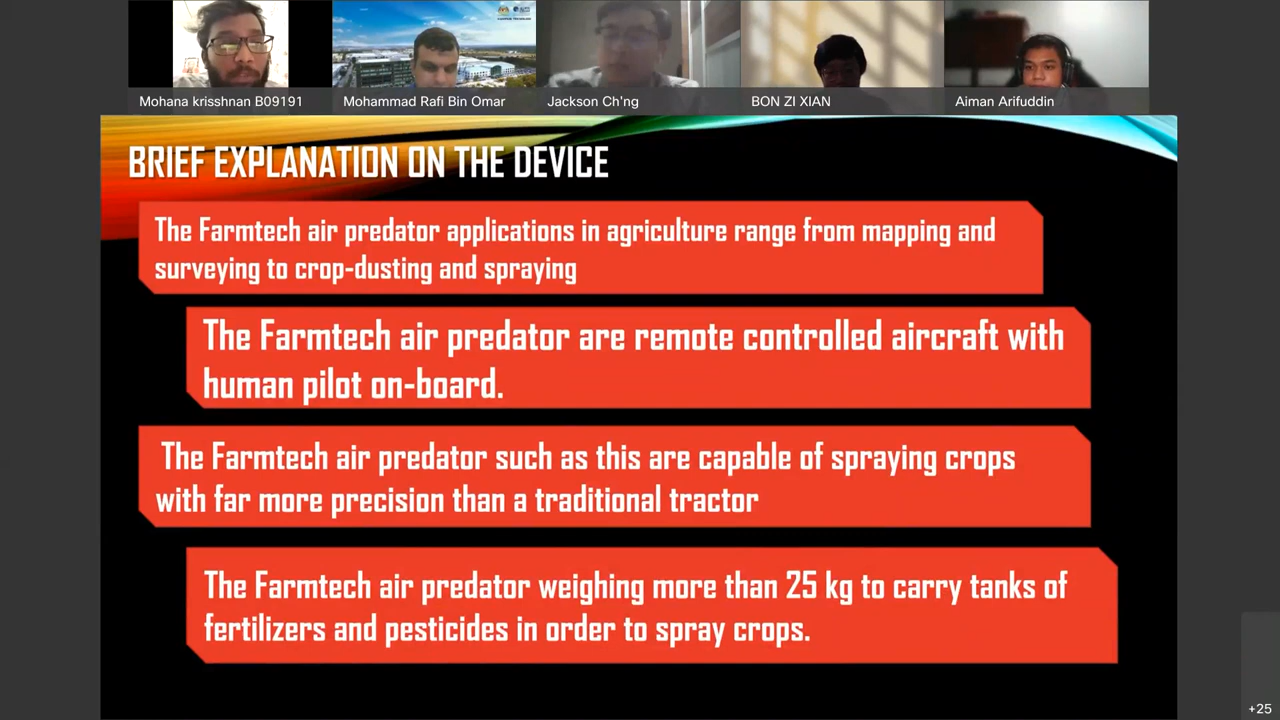 Mohana krisshnan B09191
Mohammad Rafi Bin Omar
Jackson Ch'ng
BON ZI XIAN
Aiman Arifuddin
BRIEF EXPLANATION ON THE DEVICE
The Farmtech air predator applications in agriculture range from mapping and
surveying to crop-dusting and spraying
The Farmtech air predator are remote controlled aircraft with
human pilot on-board.
The Farmtech air predator such as this are capable of spraying crops
with far more precision than a traditional tractor
The Farmtech air predator weighing more than 25 kg to carry tanks of
fertilizers and pesticides in order to spray crops.
+25